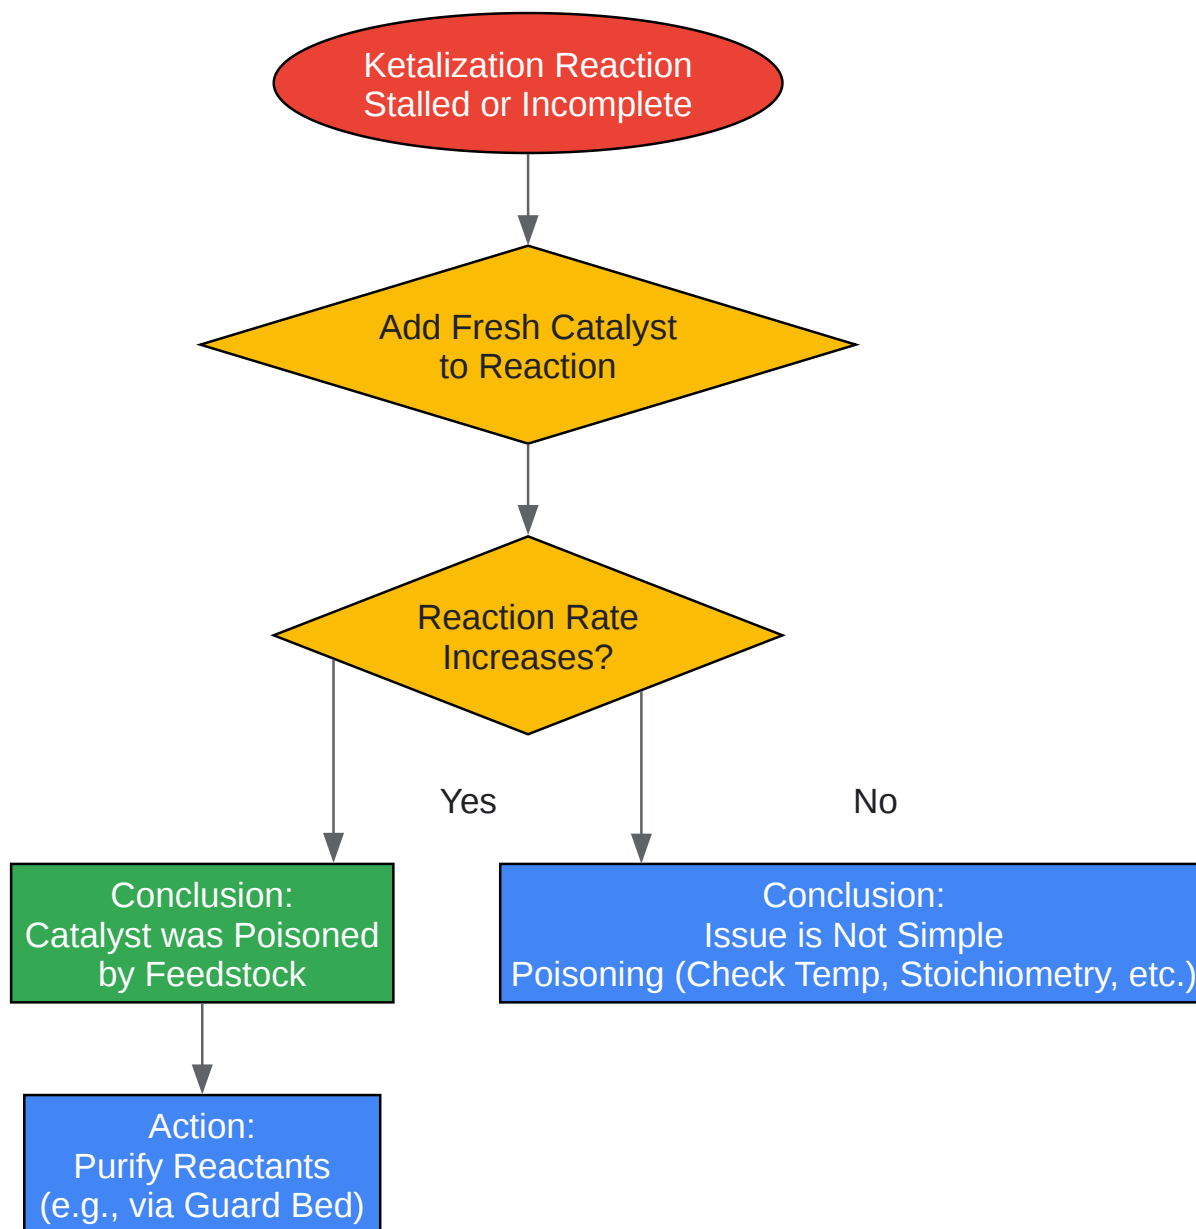 Ketalization Reaction
Stalled or Incomplete
Add Fresh Catalyst
to Reaction
Reaction Rate
Increases?
Yes
No
Conclusion:
Catalyst was Poisoned
by Feedstock
Conclusion:
Issue is Not Simple
Poisoning (Check Temp, Stoichiometry, etc.)
Action:
Purify Reactants
(e.g., via Guard Bed)